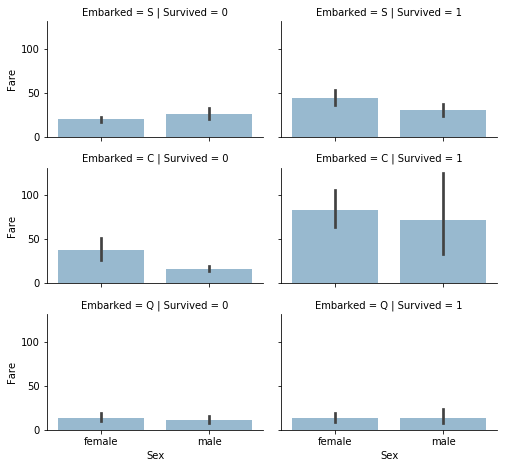 Embarked = S | Survived = 0
Embarked = S | Survived = 1
Fare
100
50
0
Embarked = C | Survived = 0
Embarked = C | Survived = 1
Fare
100
50
0
Embarked = Q | Survived = 0
Embarked = Q | Survived = 1
Fare
100
50
0
female male
female male
Sex
Sex